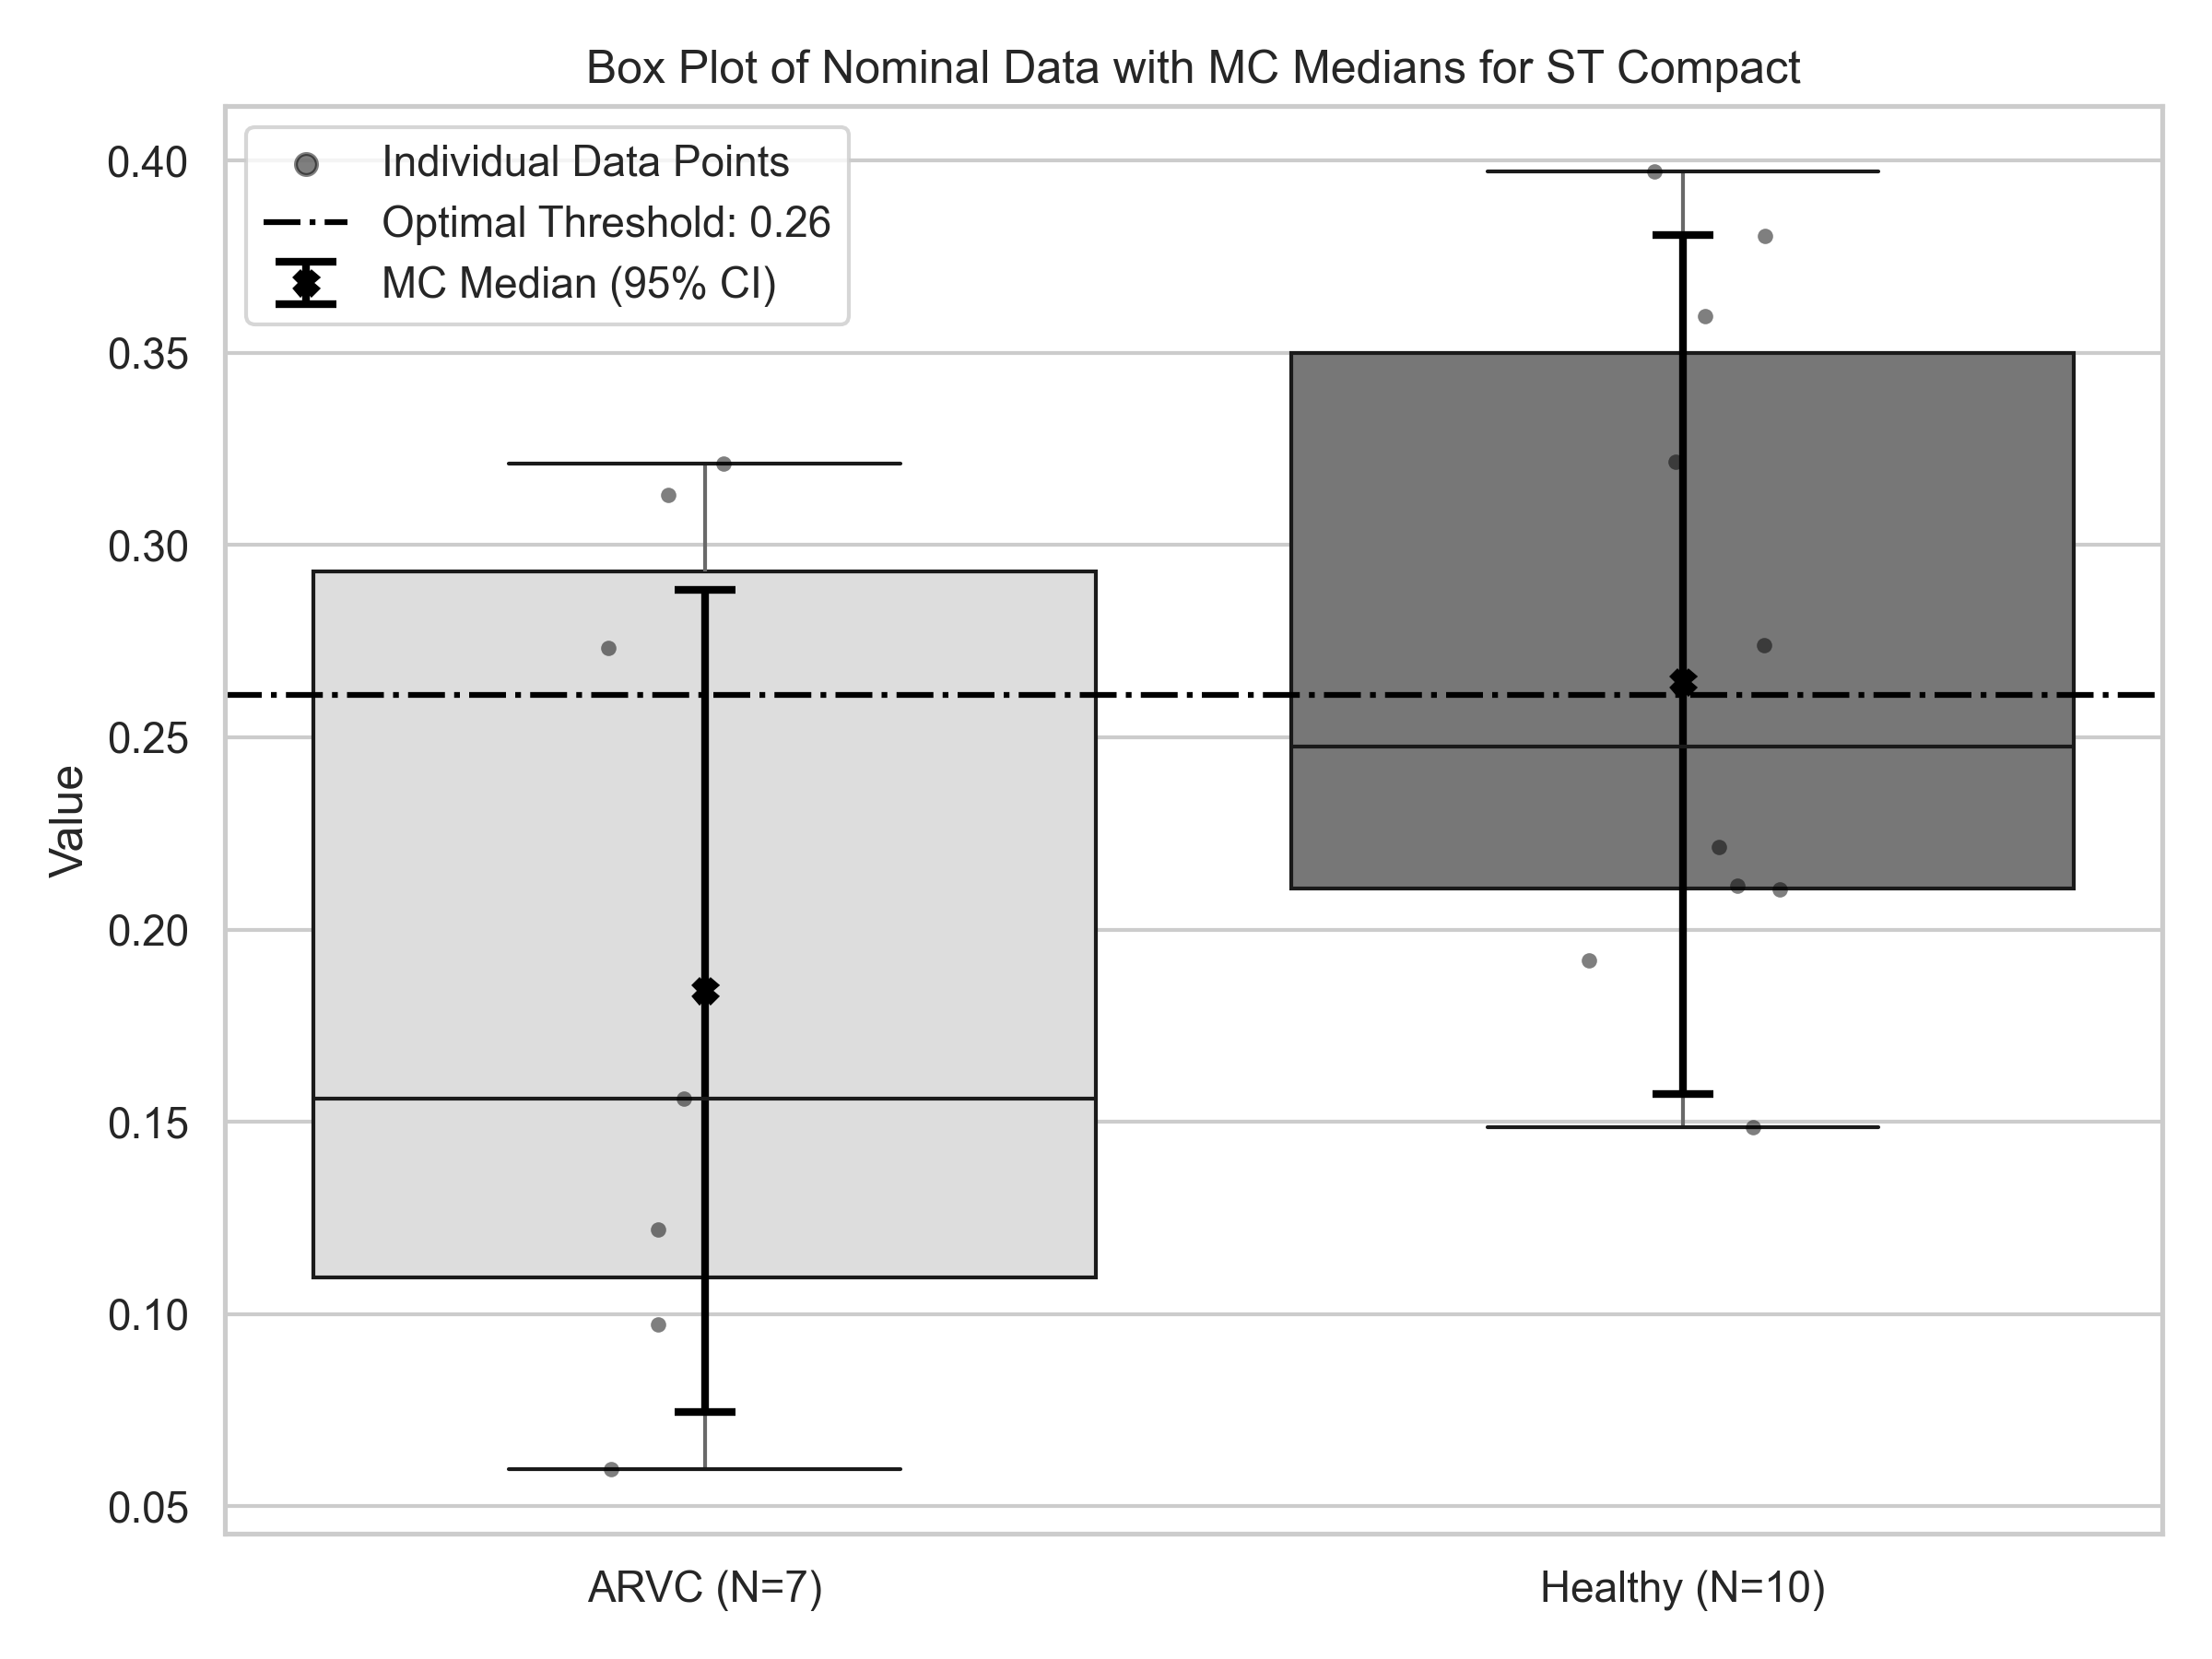 Box Plot of Nominal Data with MC Medians for ST Compact
Individual Data Points
Optimal Threshold: 0.26
MC Median (95% CI)
0.40
0.35
0.30
0.25
0.20
0.15
0.10
0.05
Value
ARVC (N=7)
Healthy (N=10)